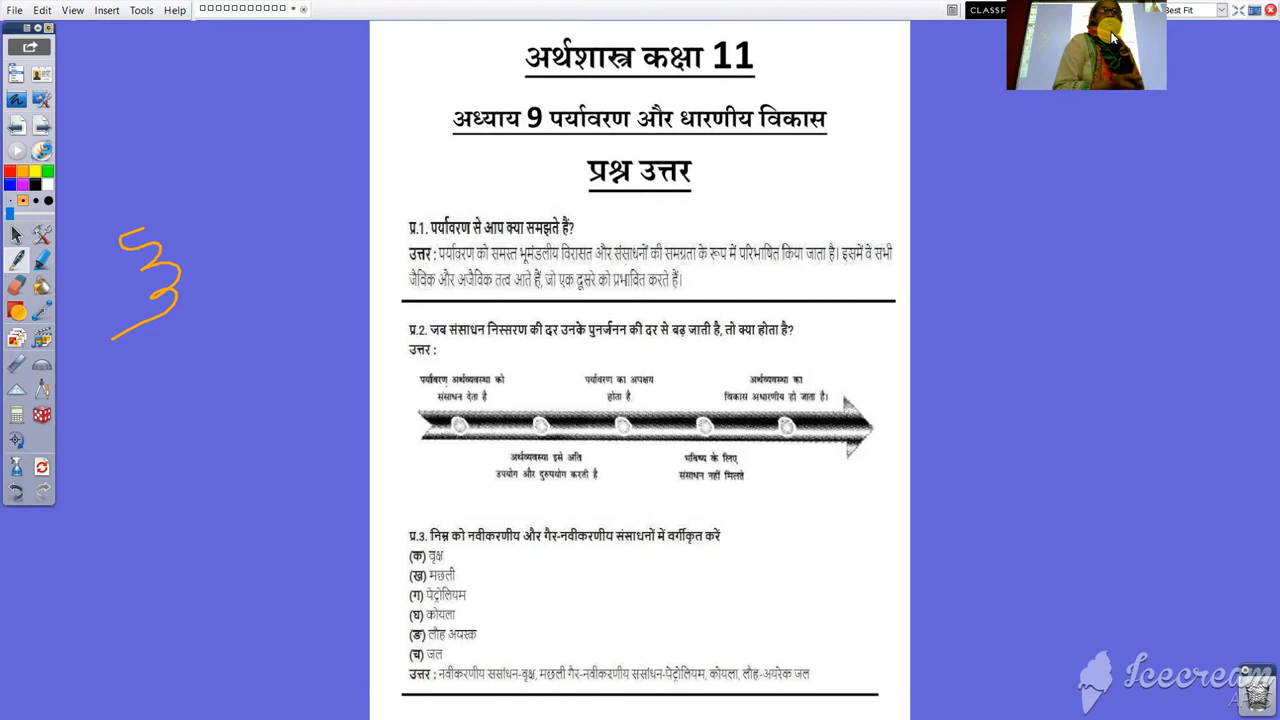 File Edit View Insert Tools Help
CLASSF
Best Fit
अर्थशास्त्र कक्षा 11
अध्याय 9 पर्यावरण और धारणीय विकास
प्रश्न उत्तर
प्र.1. पर्यावरण से आप क्या समझते हैं?
उत्तर : पर्यावरण को समस्त भूमंडलीय विरासत और संसाधनों की समग्रता के रूप में परिभाषित किया जाता है। इसमें वे सभी
जैविक और अजैविक तत्व आते हैं, जो एक दूसरे को प्रभावित करते हैं।
प्र.2. जब संसाधन निस्सरण की दर उनके पुनर्जनन की दर से बढ़ जाती है, तो क्या होता है?
उत्तर :
पर्यावरण अर्थव्यवस्था को
संसाधन देता है
पर्यावरण का अपक्षय
होता है
अर्थव्यवस्था का
विकास अधारणीय हो जाता है।
अर्थव्यवस्था इसे अति
उपयोग और दुरुपयोग करती है
भविष्य के लिए
संसाधन नहीं मिलते
प्र.3. निम्न को नवीकरणीय और गैर-नवीकरणीय संसाधनों में वर्गीकृत करें
(क) वृक्ष
(ख) मछली
(ग) पेट्रोलियम
(घ) कोयला
(ङ) लौह अयस्क
(च) जल
उत्तर : नवीकरणीय ससांधन-वृक्ष, मछली गैर-नवीकरणीय ससांधन-पेट्रोलियम, कोयला, लौह-अयरेक जल
Icecream
APPS